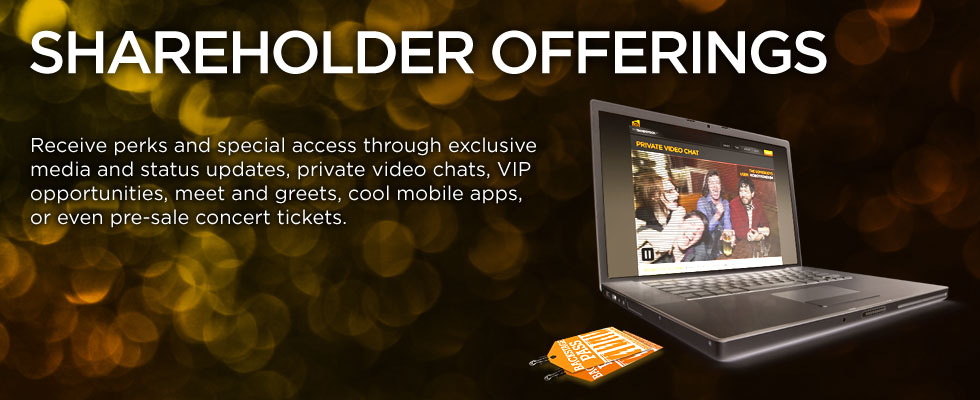 SHAREHOLDER OFFERINGS
Receive perks and special access through exclusive
media and status updates, private video chats, VIP
opportunities, meet and greets, cool mobile apps,
or even pre-sale concert tickets.
PRIVATE VIDEO CHAT
BACKSTAGE
PASS